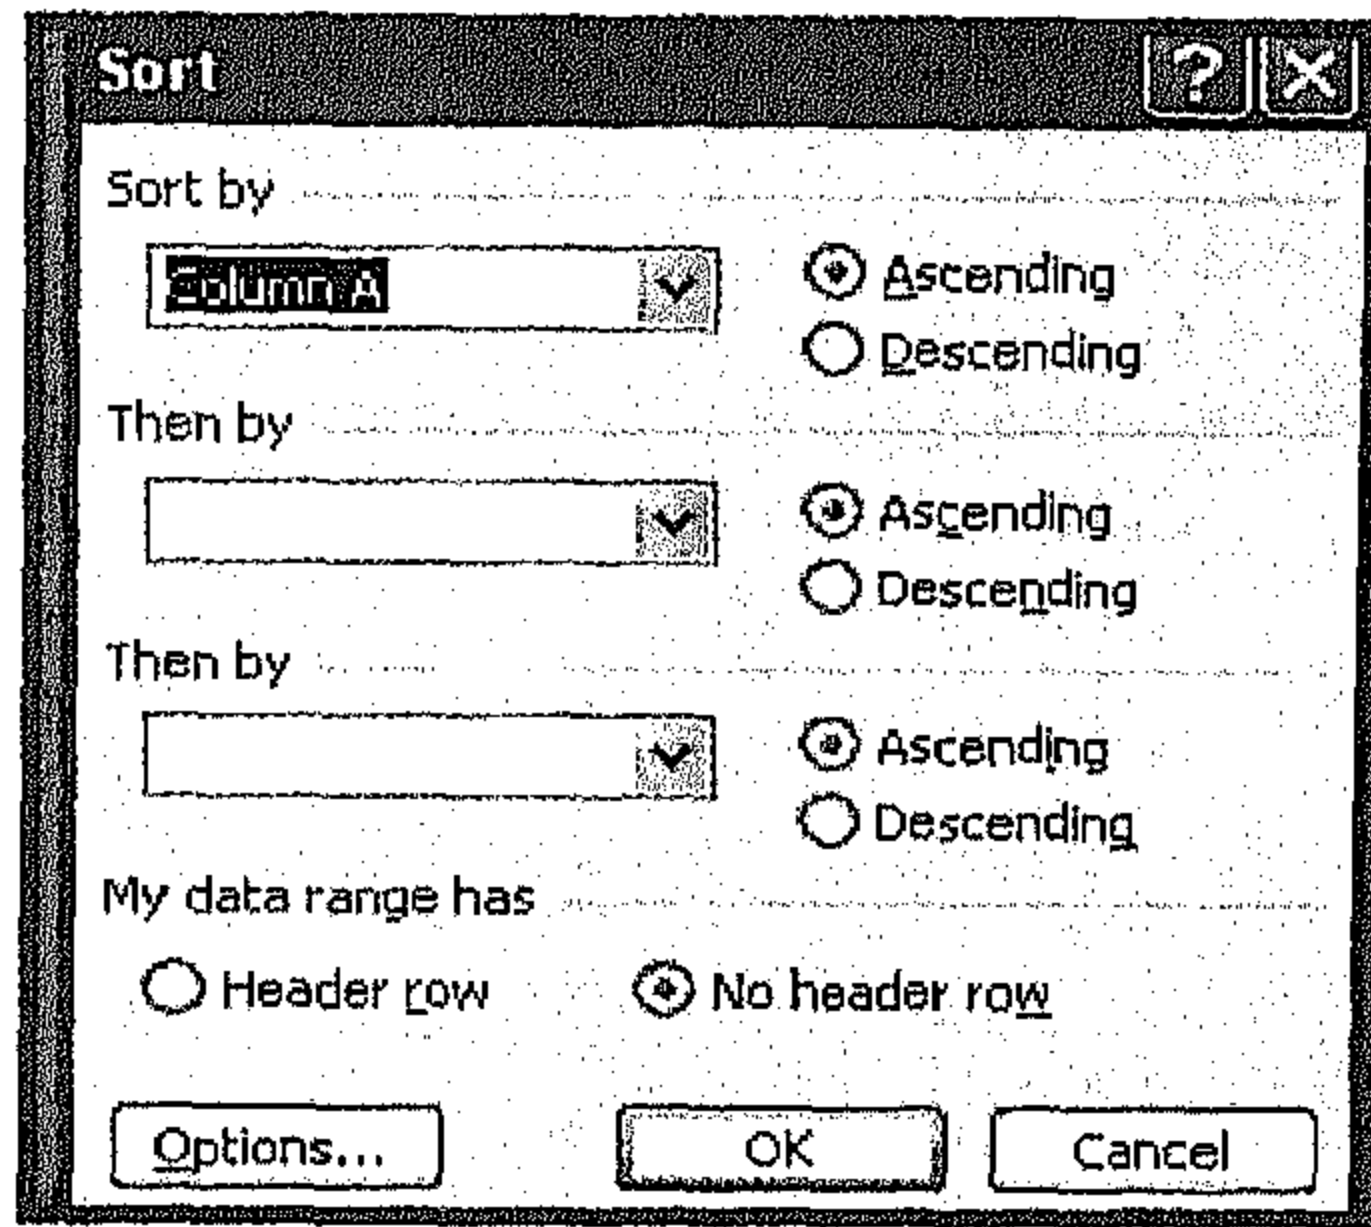 Sort
Sort by
Column A
Ascending
Descending
Then by
Ascending
Descending
Then by
Ascending
Descending
My data range has
Header row No header row
Options... OK Cancel